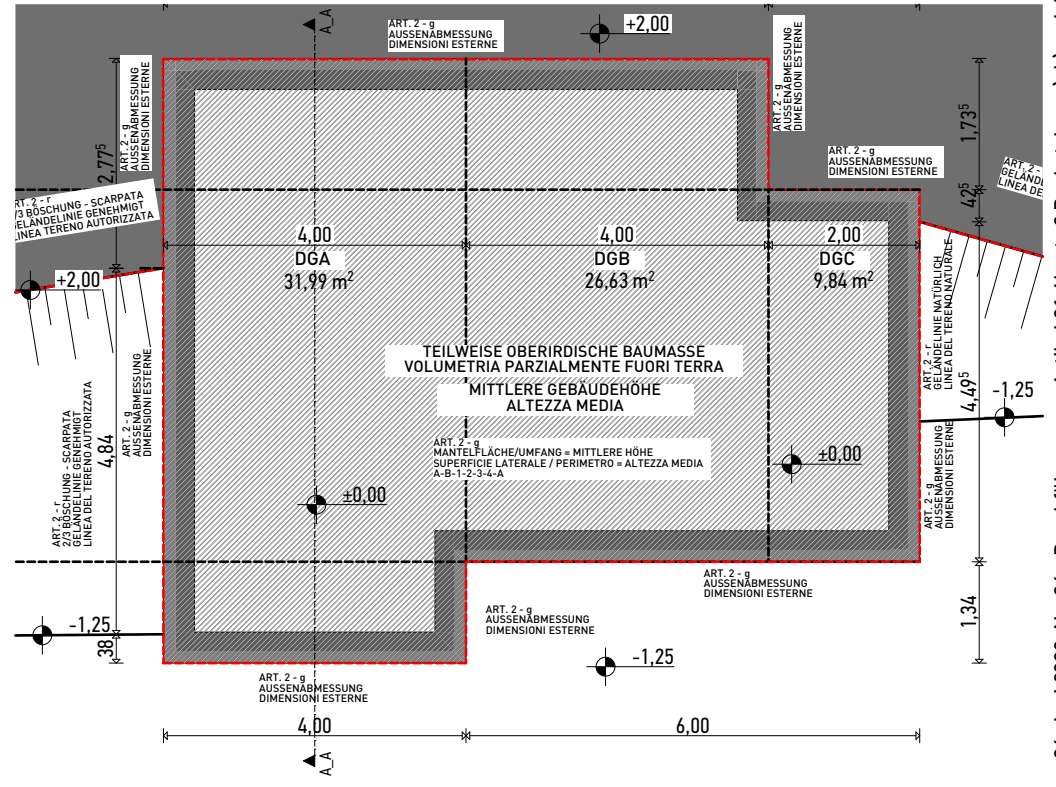 ART. 2 - g
AUSSENABMESSUNG
DIMENSIONI ESTERNE
+2,00
A_A
ART. 2 - g
AUSSENABMESSUNG
DIMENSIONI ESTERNE
2,77⁵
ART. 2 - g
AUSSENABMESSUNG
DIMENSIONI ESTERNE
1,73⁵
ART. 2 - g
AUSSENABMESSUNG
DIMENSIONI ESTERNE
ART. 2 -
LINEA DE
42⁵
RT. 2 - r
/3 BÖSCHUNG - SCARPATA
ELÄNDELINIE GENEHMIGT
INEA TERENO AUTORIZZATA
+2,00
4,00
DGA
31,99 m²
4,00
DGB
26,63 m²
2,00
DGC
9,84 m²
ART. 2 - r
GELÄNDELINIE NATÜRLICH
LINEA DEL TERENO NATURALE
TEILWEISE OBERIRDISCHE BAUMASSE
VOLUMETRIA PARZIALMENTE FUORI TERRA
MITTLERE GEBÄUDEHÖHE
ALTEZZA MEDIA
ART. 2 - g
MANTELFLÄCHE/UMFANG = MITTLERE HÖHE
SUPERFICIE LATERALE / PERIMETRO = ALTEZZA MEDIA
A-B-1-2-3-4-A
ART. 2 - g
AUSSENABMESSUNG
DIMENSIONI ESTERNE
4,84
ART. 2 - r
2/3 BÖSCHUNG - SCARPATA
GELÄNDELINIE GENEHMIGT
LINEA DEL TERENO AUTORIZZATA
4,49⁵
-1,25
±0,00
±0,00
ART. 2 - g
AUSSENABMESSUNG
DIMENSIONI ESTERNE
ART. 2 - g
AUSSENABMESSUNG
DIMENSIONI ESTERNE
ART. 2 - g
AUSSENABMESSUNG
DIMENSIONI ESTERNE
1,34
-1,25
38
-1,25
ART. 2 - g
AUSSENABMESSUNG
DIMENSIONI ESTERNE
4,00
6,00
A_A